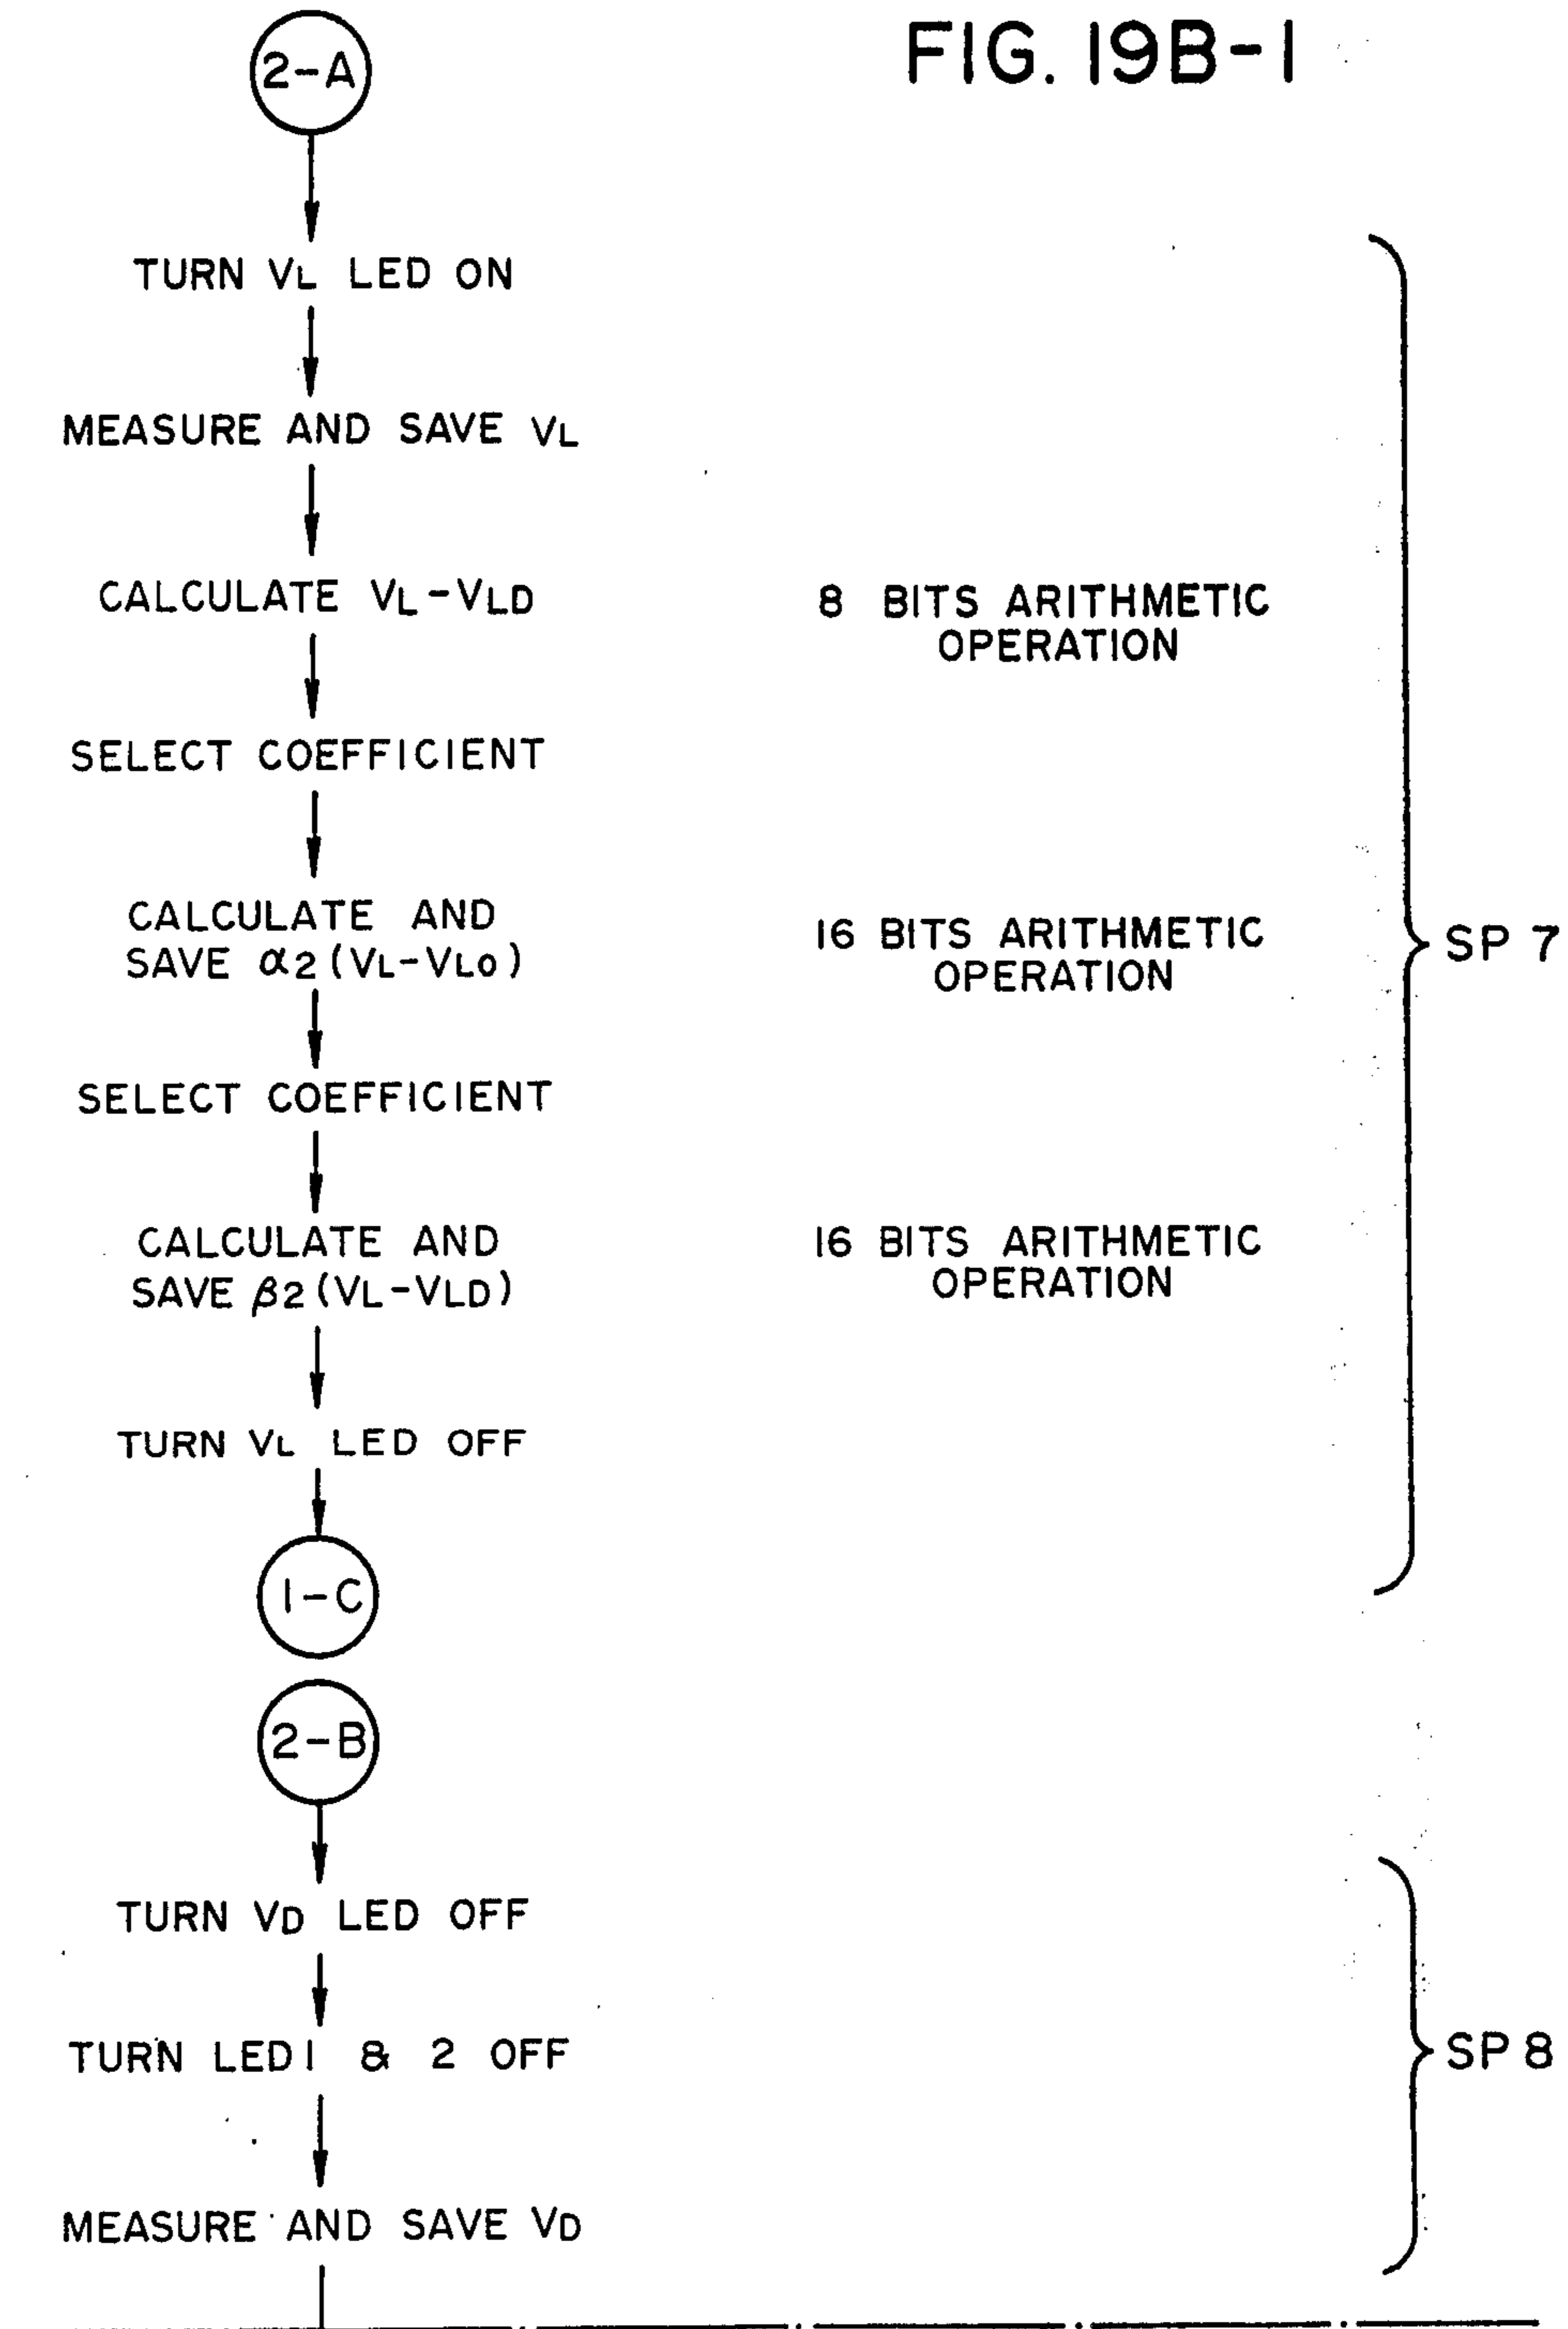 FIG. 19B-1
2-A
TURN VL LED ON
MEASURE AND SAVE VL
CALCULATE VL-VLD
8 BITS ARITHMETIC
OPERATION
SELECT COEFFICIENT
CALCULATE AND
SAVE α2(VL-VLO)
16 BITS ARITHMETIC
OPERATION
SP 7
SELECT COEFFICIENT
CALCULATE AND
SAVE β2(VL-VLD)
16 BITS ARITHMETIC
OPERATION
TURN VL LED OFF
1-C
2-B
TURN VD LED OFF
TURN LED1 & 2 OFF
SP 8
MEASURE AND SAVE VD